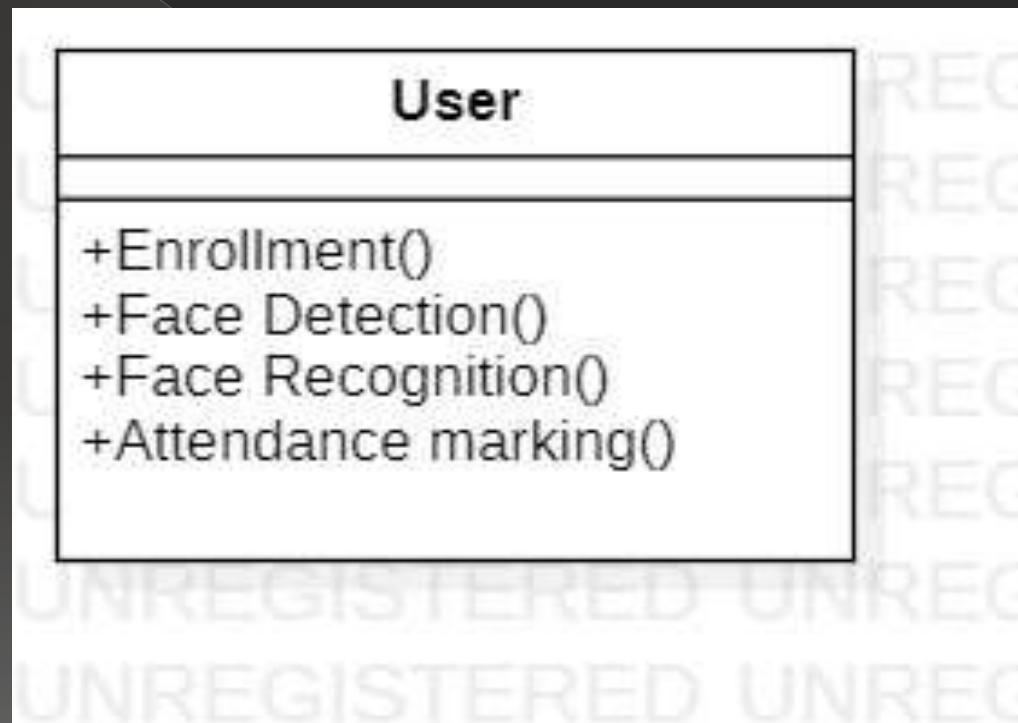 User
+Enrollment()
+Face Detection()
+Face Recognition()
+Attendance marking()
UNREGISTERED UNREG
UNREGISTERED UNREG